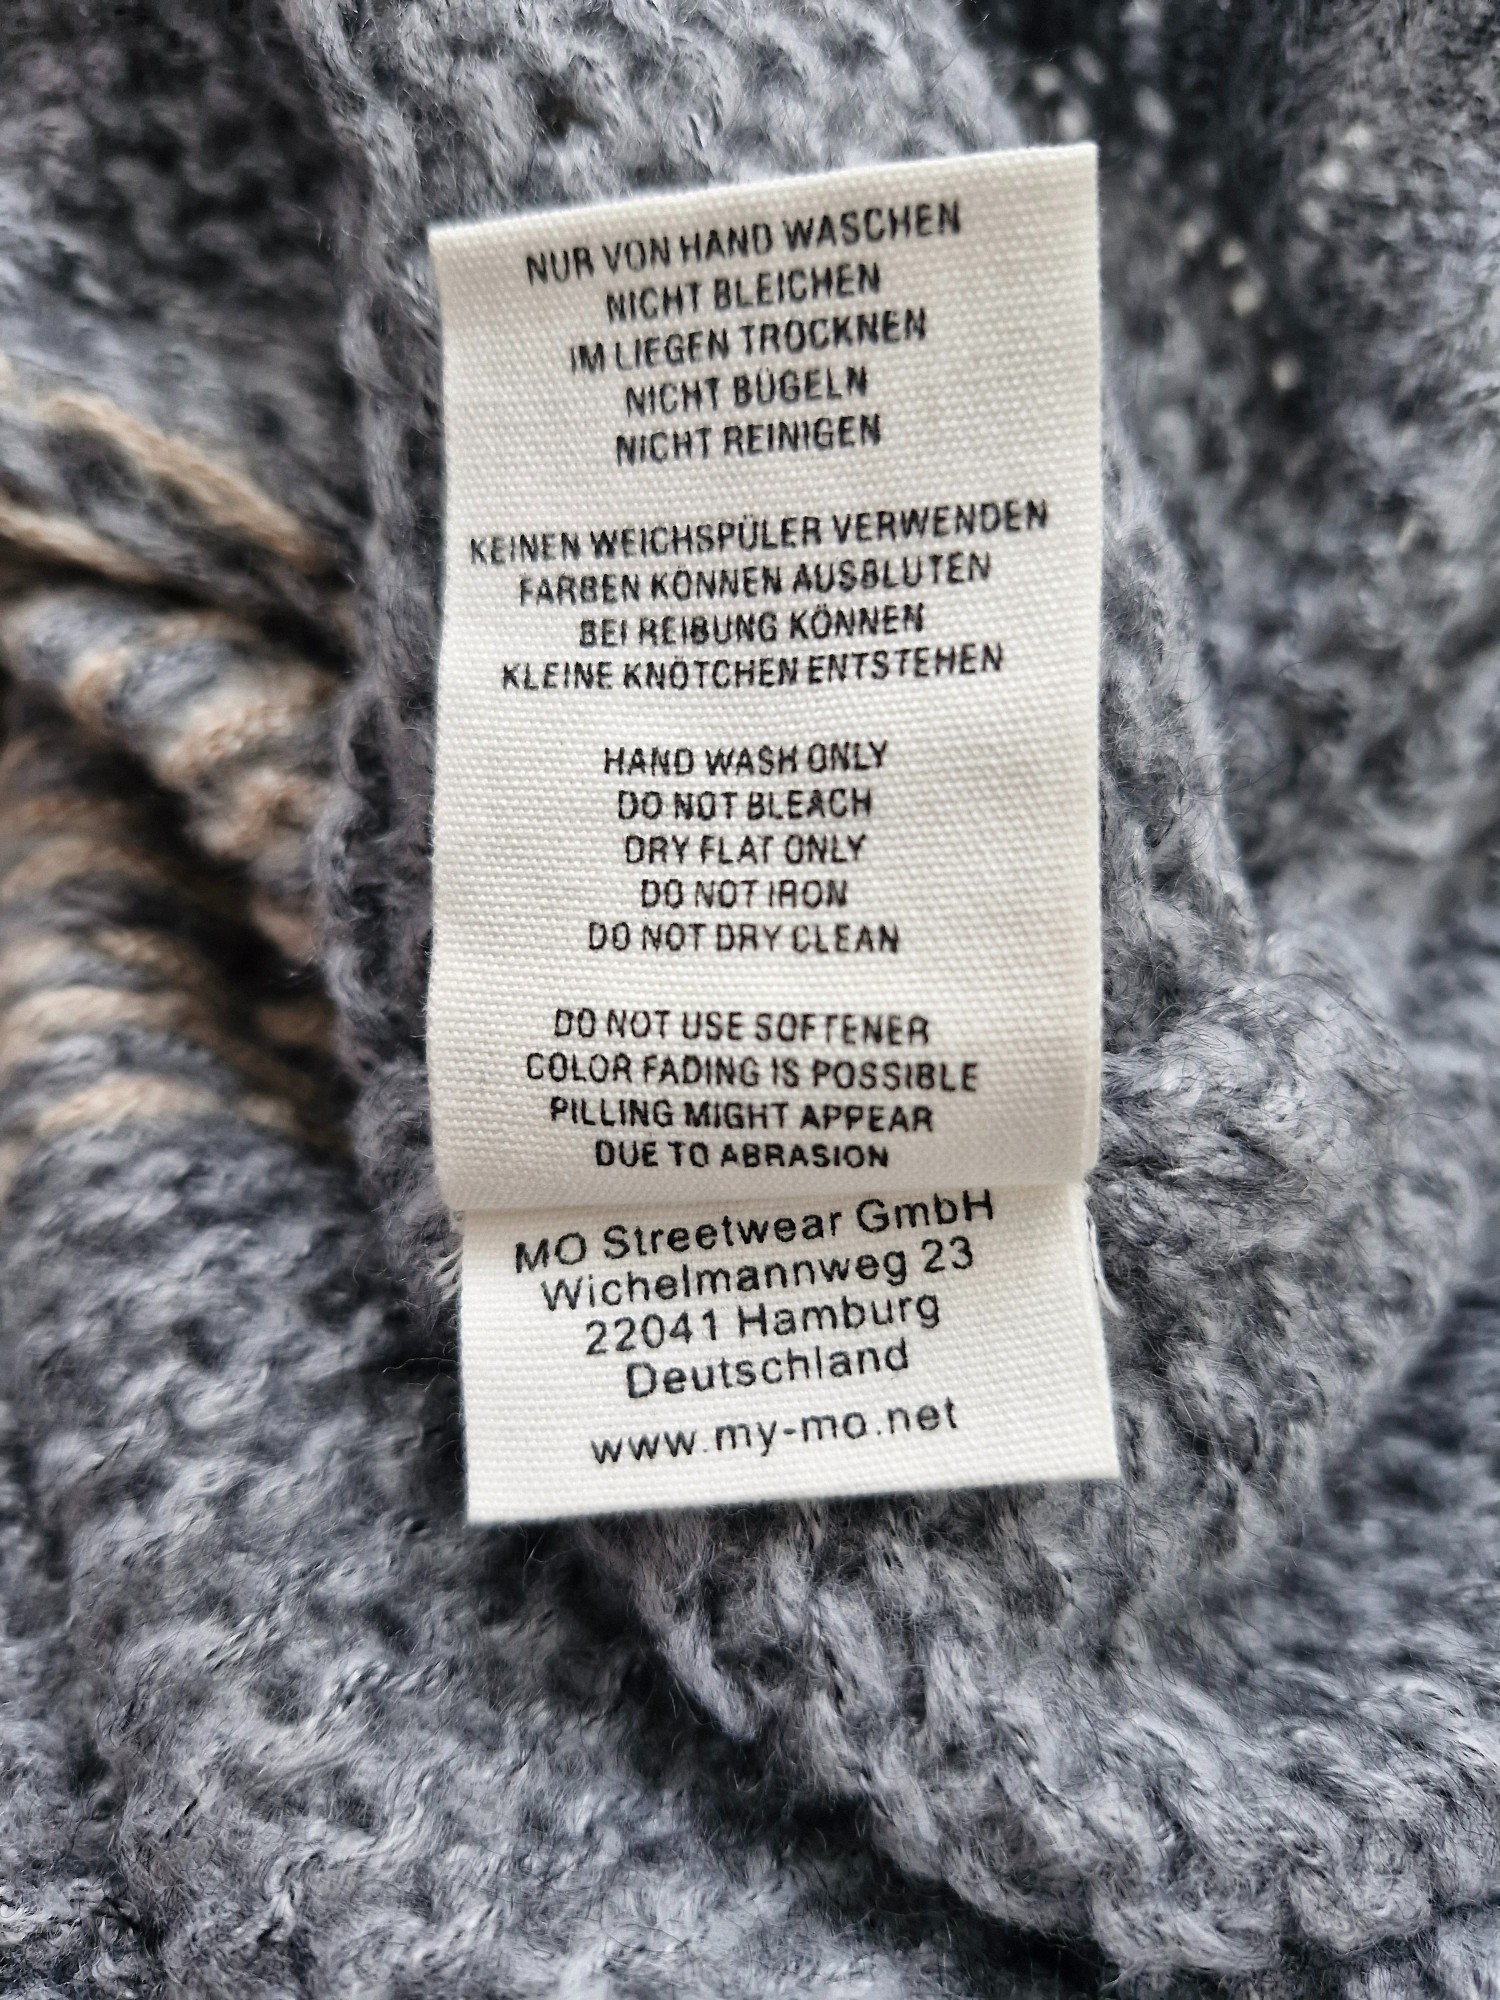 NUR VON HAND WASCHEN
NICHT BLEICHEN
IM LIEGEN TROCKNEN
NICHT BÜGELN
NICHT REINIGEN
KEINEN WEICHSPÜLER VERWENDEN
FARBEN KÖNNEN AUSBLUTEN
BEI REIBUNG KÖNNEN
KLEINE KNÖTCHEN ENTSTEHEN
HAND WASH ONLY
DO NOT BLEACH
DRY FLAT ONLY
DO NOT IRON
DO NOT DRY CLEAN
DO NOT USE SOFTENER
COLOR FADING IS POSSIBLE
PILLING MIGHT APPEAR
DUE TO ABRASION
MO Streetwear GmbH
Wichelmannweg 23
22041 Hamburg
Deutschland
www.my-mo.net